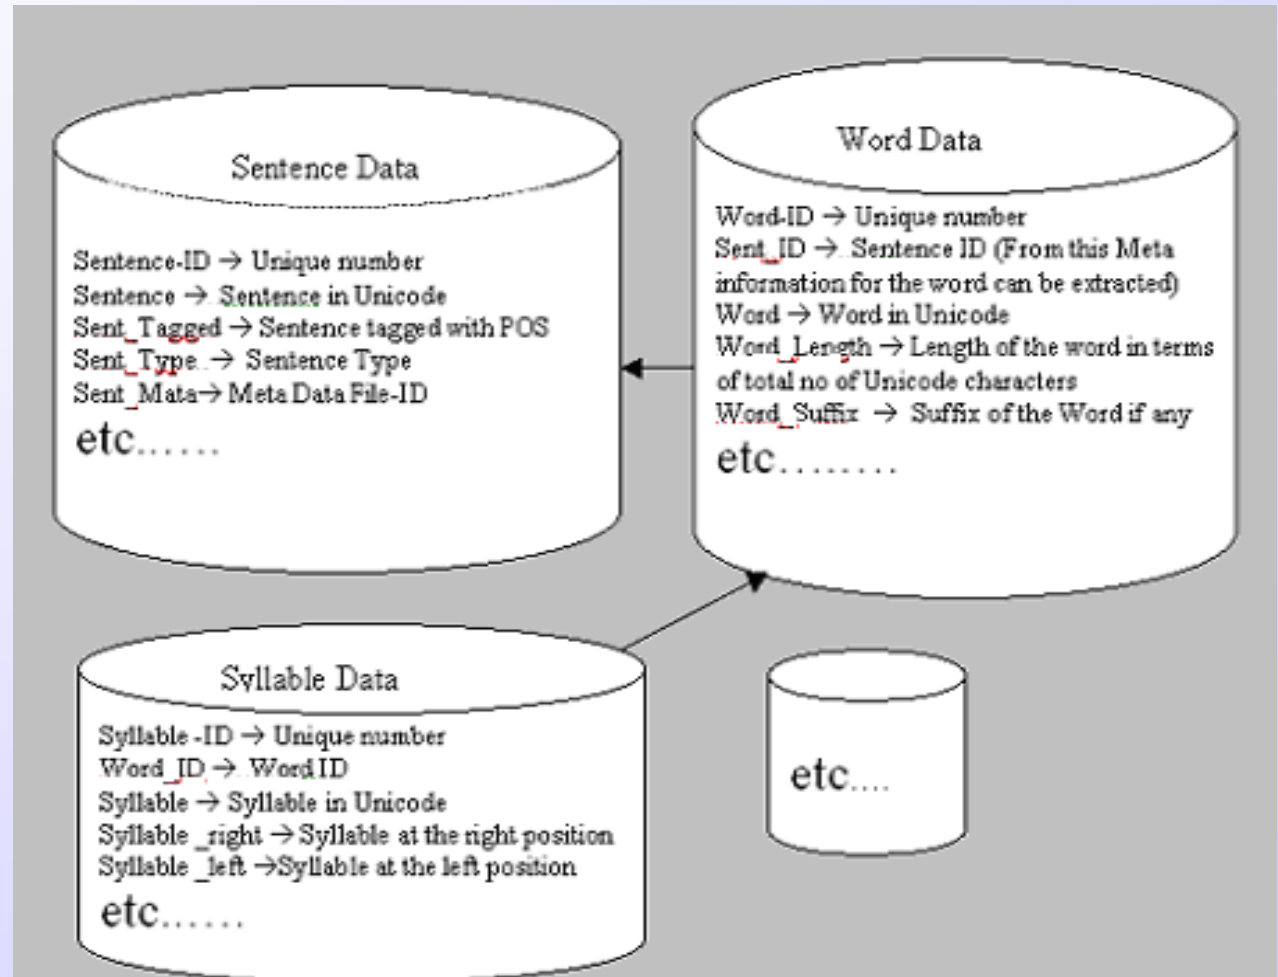 Sentence Data
Sentence-ID → Unique number
Sentence → Sentence in Unicode
Sent_Tagged → Sentence tagged with POS
Sent_Type → Sentence Type
Sent_Mata→ Meta Data File-ID
etc......
Word Data
Word-ID → Unique number
Sent_ID → Sentence ID (From this Meta
information for the word can be extracted)
Word → Word in Unicode
Word_Length → Length of the word in terms
of total no of Unicode characters
Word_Suffix → Suffix of the Word if any
etc........
Syllable Data
Syllable -ID → Unique number
Word_ID → Word ID
Syllable → Syllable in Unicode
Syllable _right → Syllable at the right position
Syllable _left →Syllable at the left position
etc......
etc....